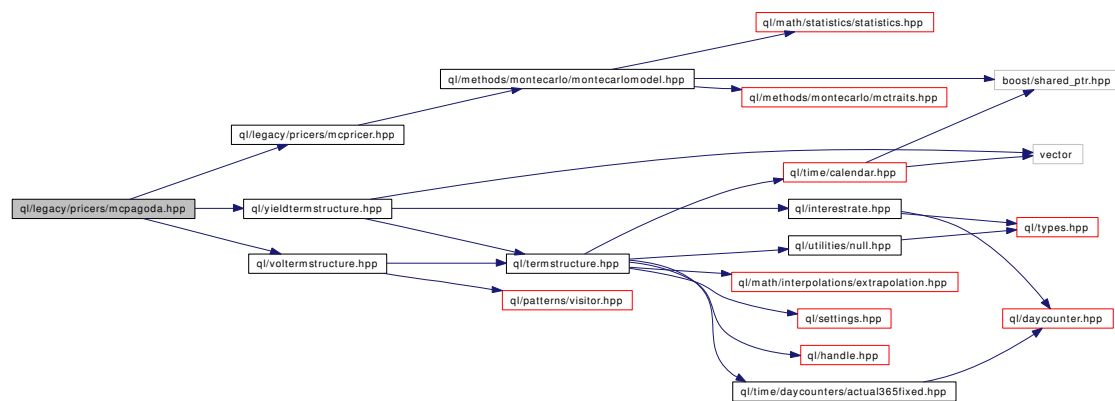 ql/math/statistics/statistics.hpp
ql/methods/montecarlo/montecarlomodel.hpp
boost/shared_ptr.hpp
ql/methods/montecarlo/mctraits.hpp
ql/legacy/pricers/mcpricer.hpp
vector
ql/time/calendar.hpp
ql/legacy/pricers/mcpagoda.hpp
ql/yieldtermstructure.hpp
ql/interestrate.hpp
ql/types.hpp
ql/utilities/null.hpp
ql/voltermstructure.hpp
ql/termstructure.hpp
ql/math/interpolations/extrapolation.hpp
ql/patterns/visitor.hpp
ql/settings.hpp
ql/daycounter.hpp
ql/handle.hpp
ql/time/daycounters/actual365fixed.hpp